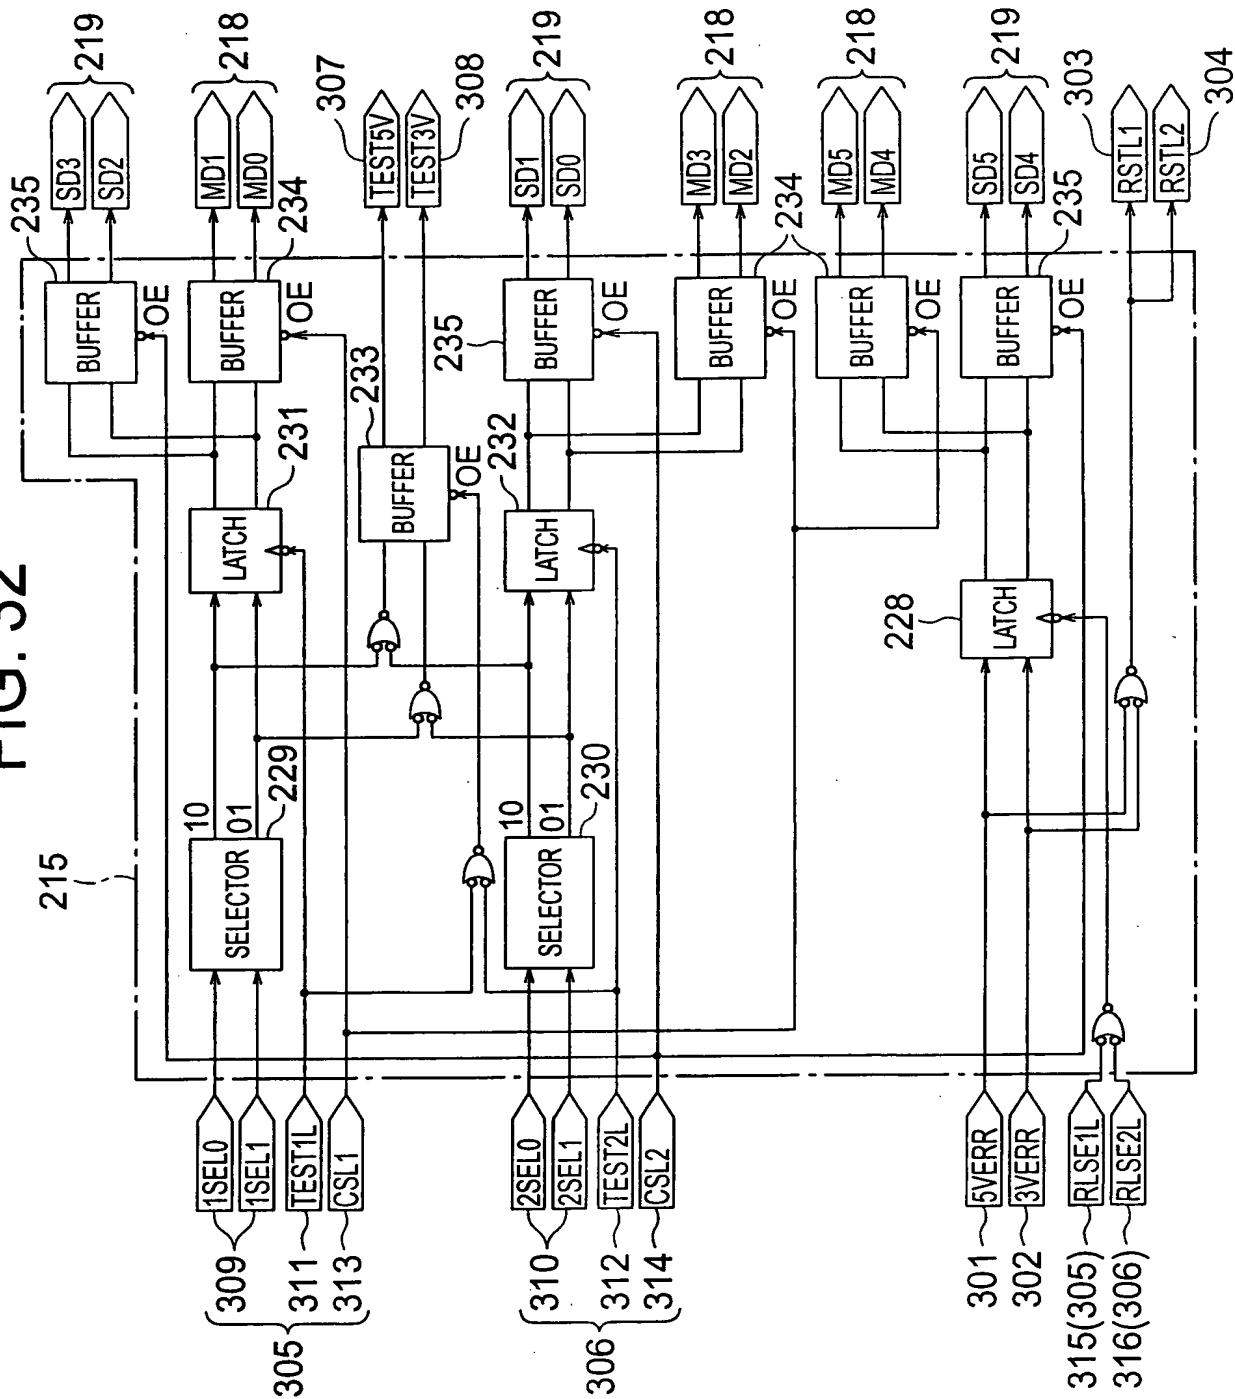 FIG. 32
215
235
SD3
SD2
219
BUFFER
OE
1SEL0
1SEL1
309
TEST1L
311
CSL1
313
305
SELECTOR
10
01
229
LATCH
231
BUFFER
234
OE
MD1
MD0
218
233
BUFFER
OE
307
TEST5V
TEST3V
308
2SEL0
2SEL1
310
TEST2L
312
CSL2
314
306
SELECTOR
10
01
230
LATCH
232
BUFFER
235
OE
SD1
SD0
219
BUFFER
OE
234
MD3
MD2
218
BUFFER
OE
MD5
MD4
218
5VERR
301
3VERR
302
RLSE1L
315(305)
RLSE2L
316(306)
228
LATCH
BUFFER
235
OE
SD5
SD4
219
303
RSTL1
RSTL2
304